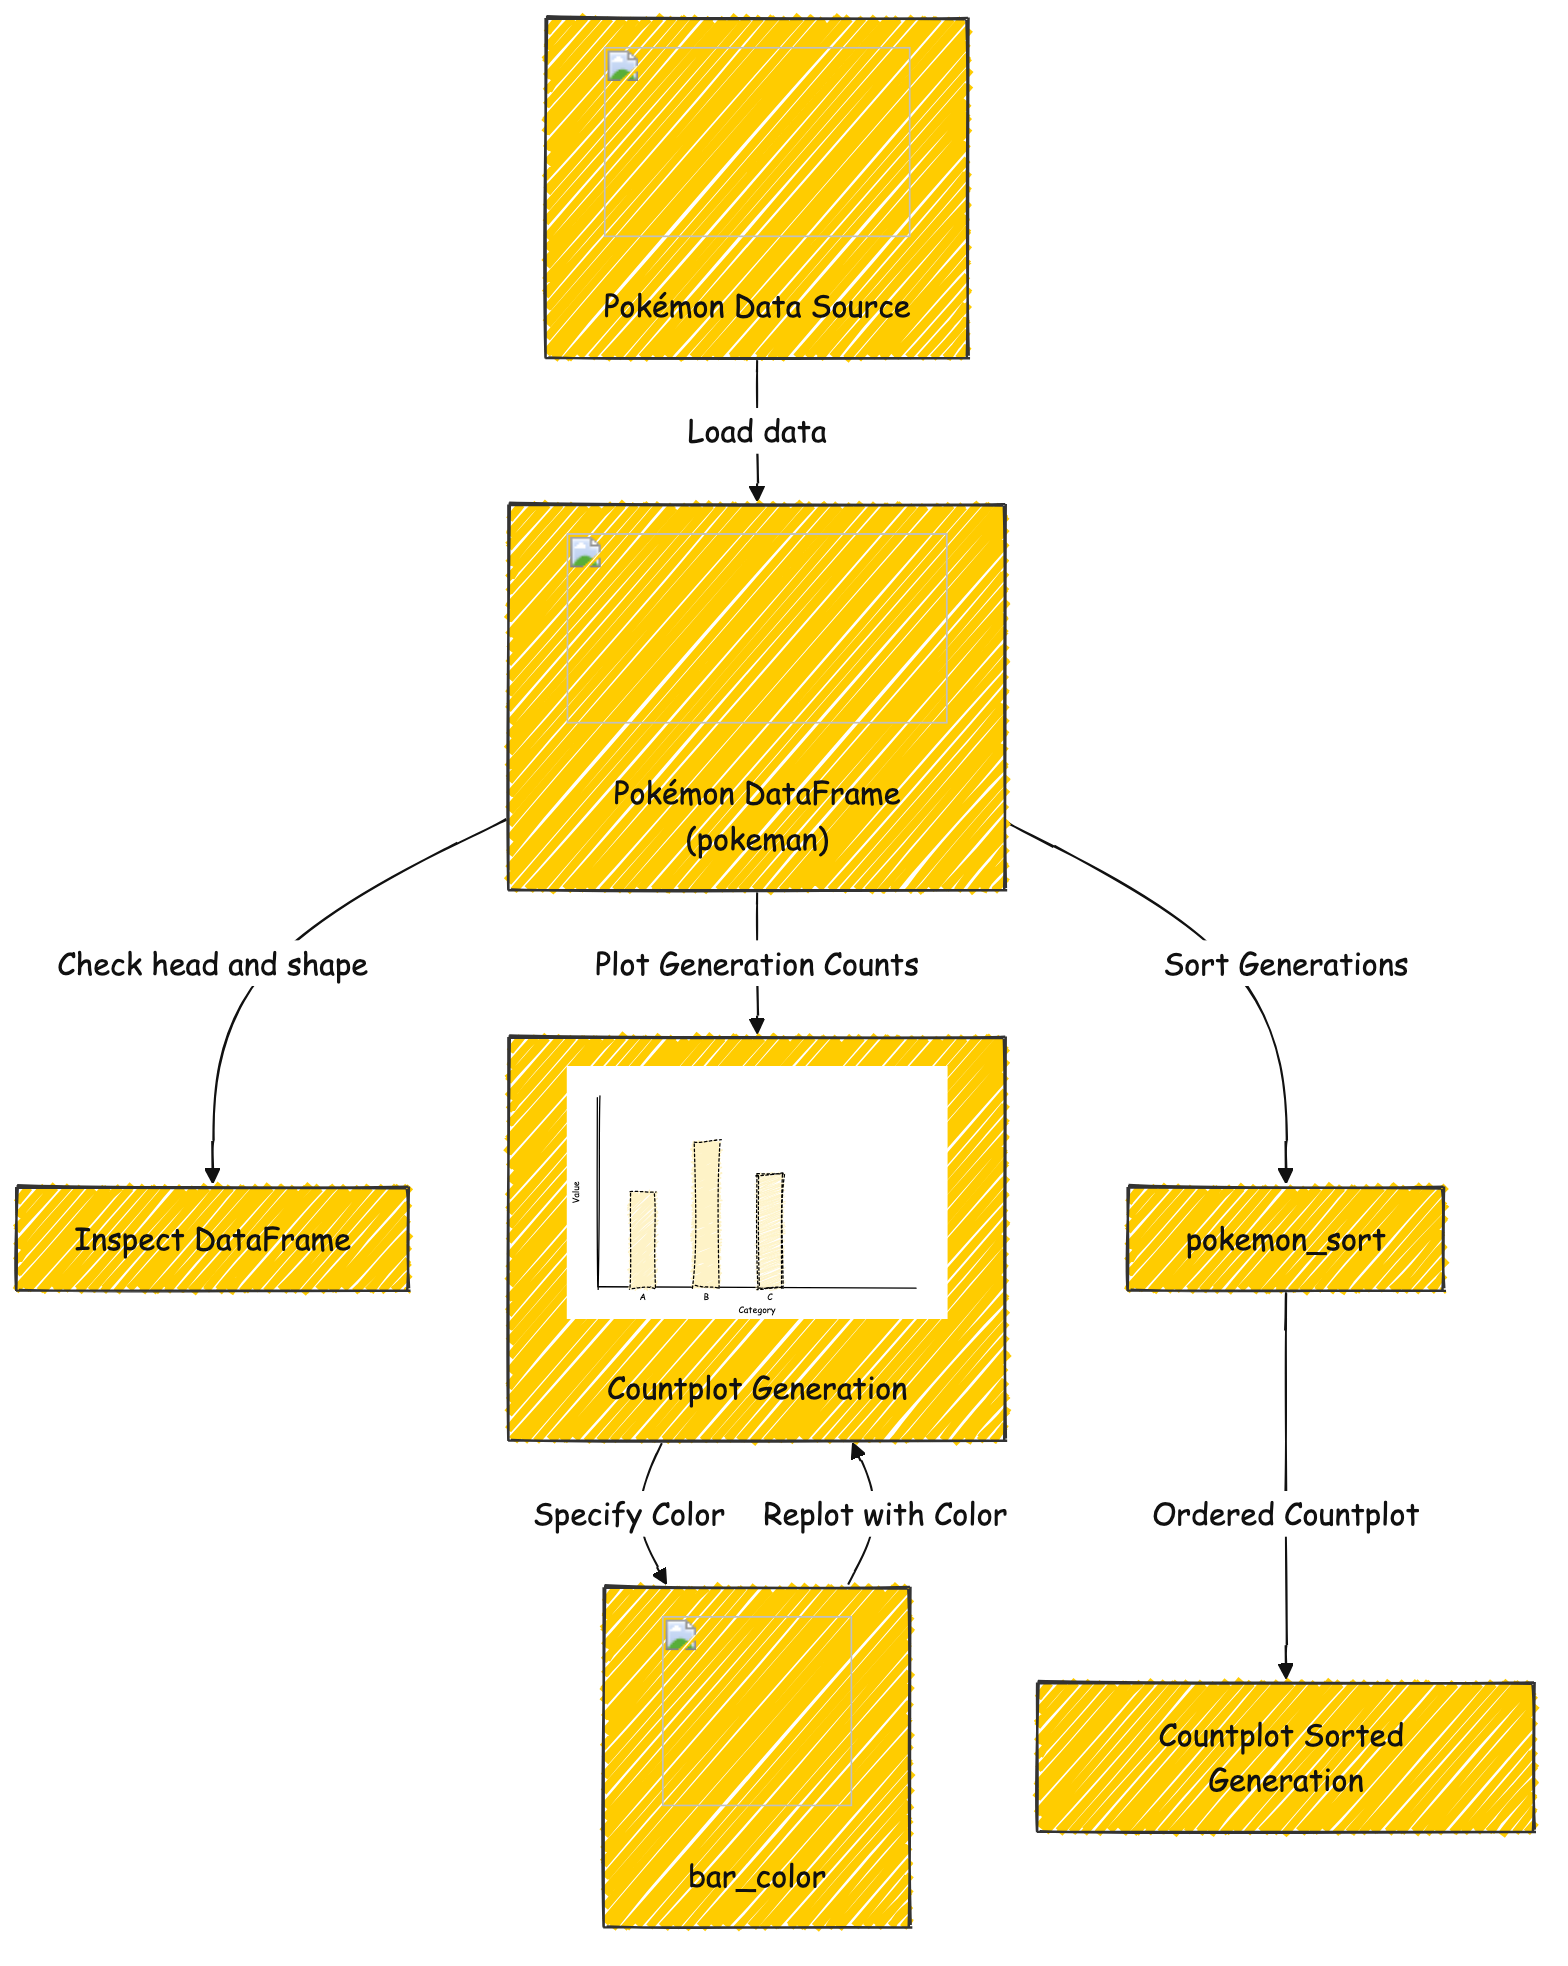 Pokémon Data Source
Load data
Pokémon DataFrame
(pokeman)
Check head and shape
Plot Generation Counts
Sort Generations
Inspect DataFrame
Value
A
B
C
Category
Countplot Generation
pokemon_sort
Specify Color
Replot with Color
Ordered Countplot
bar_color
Countplot Sorted
Generation